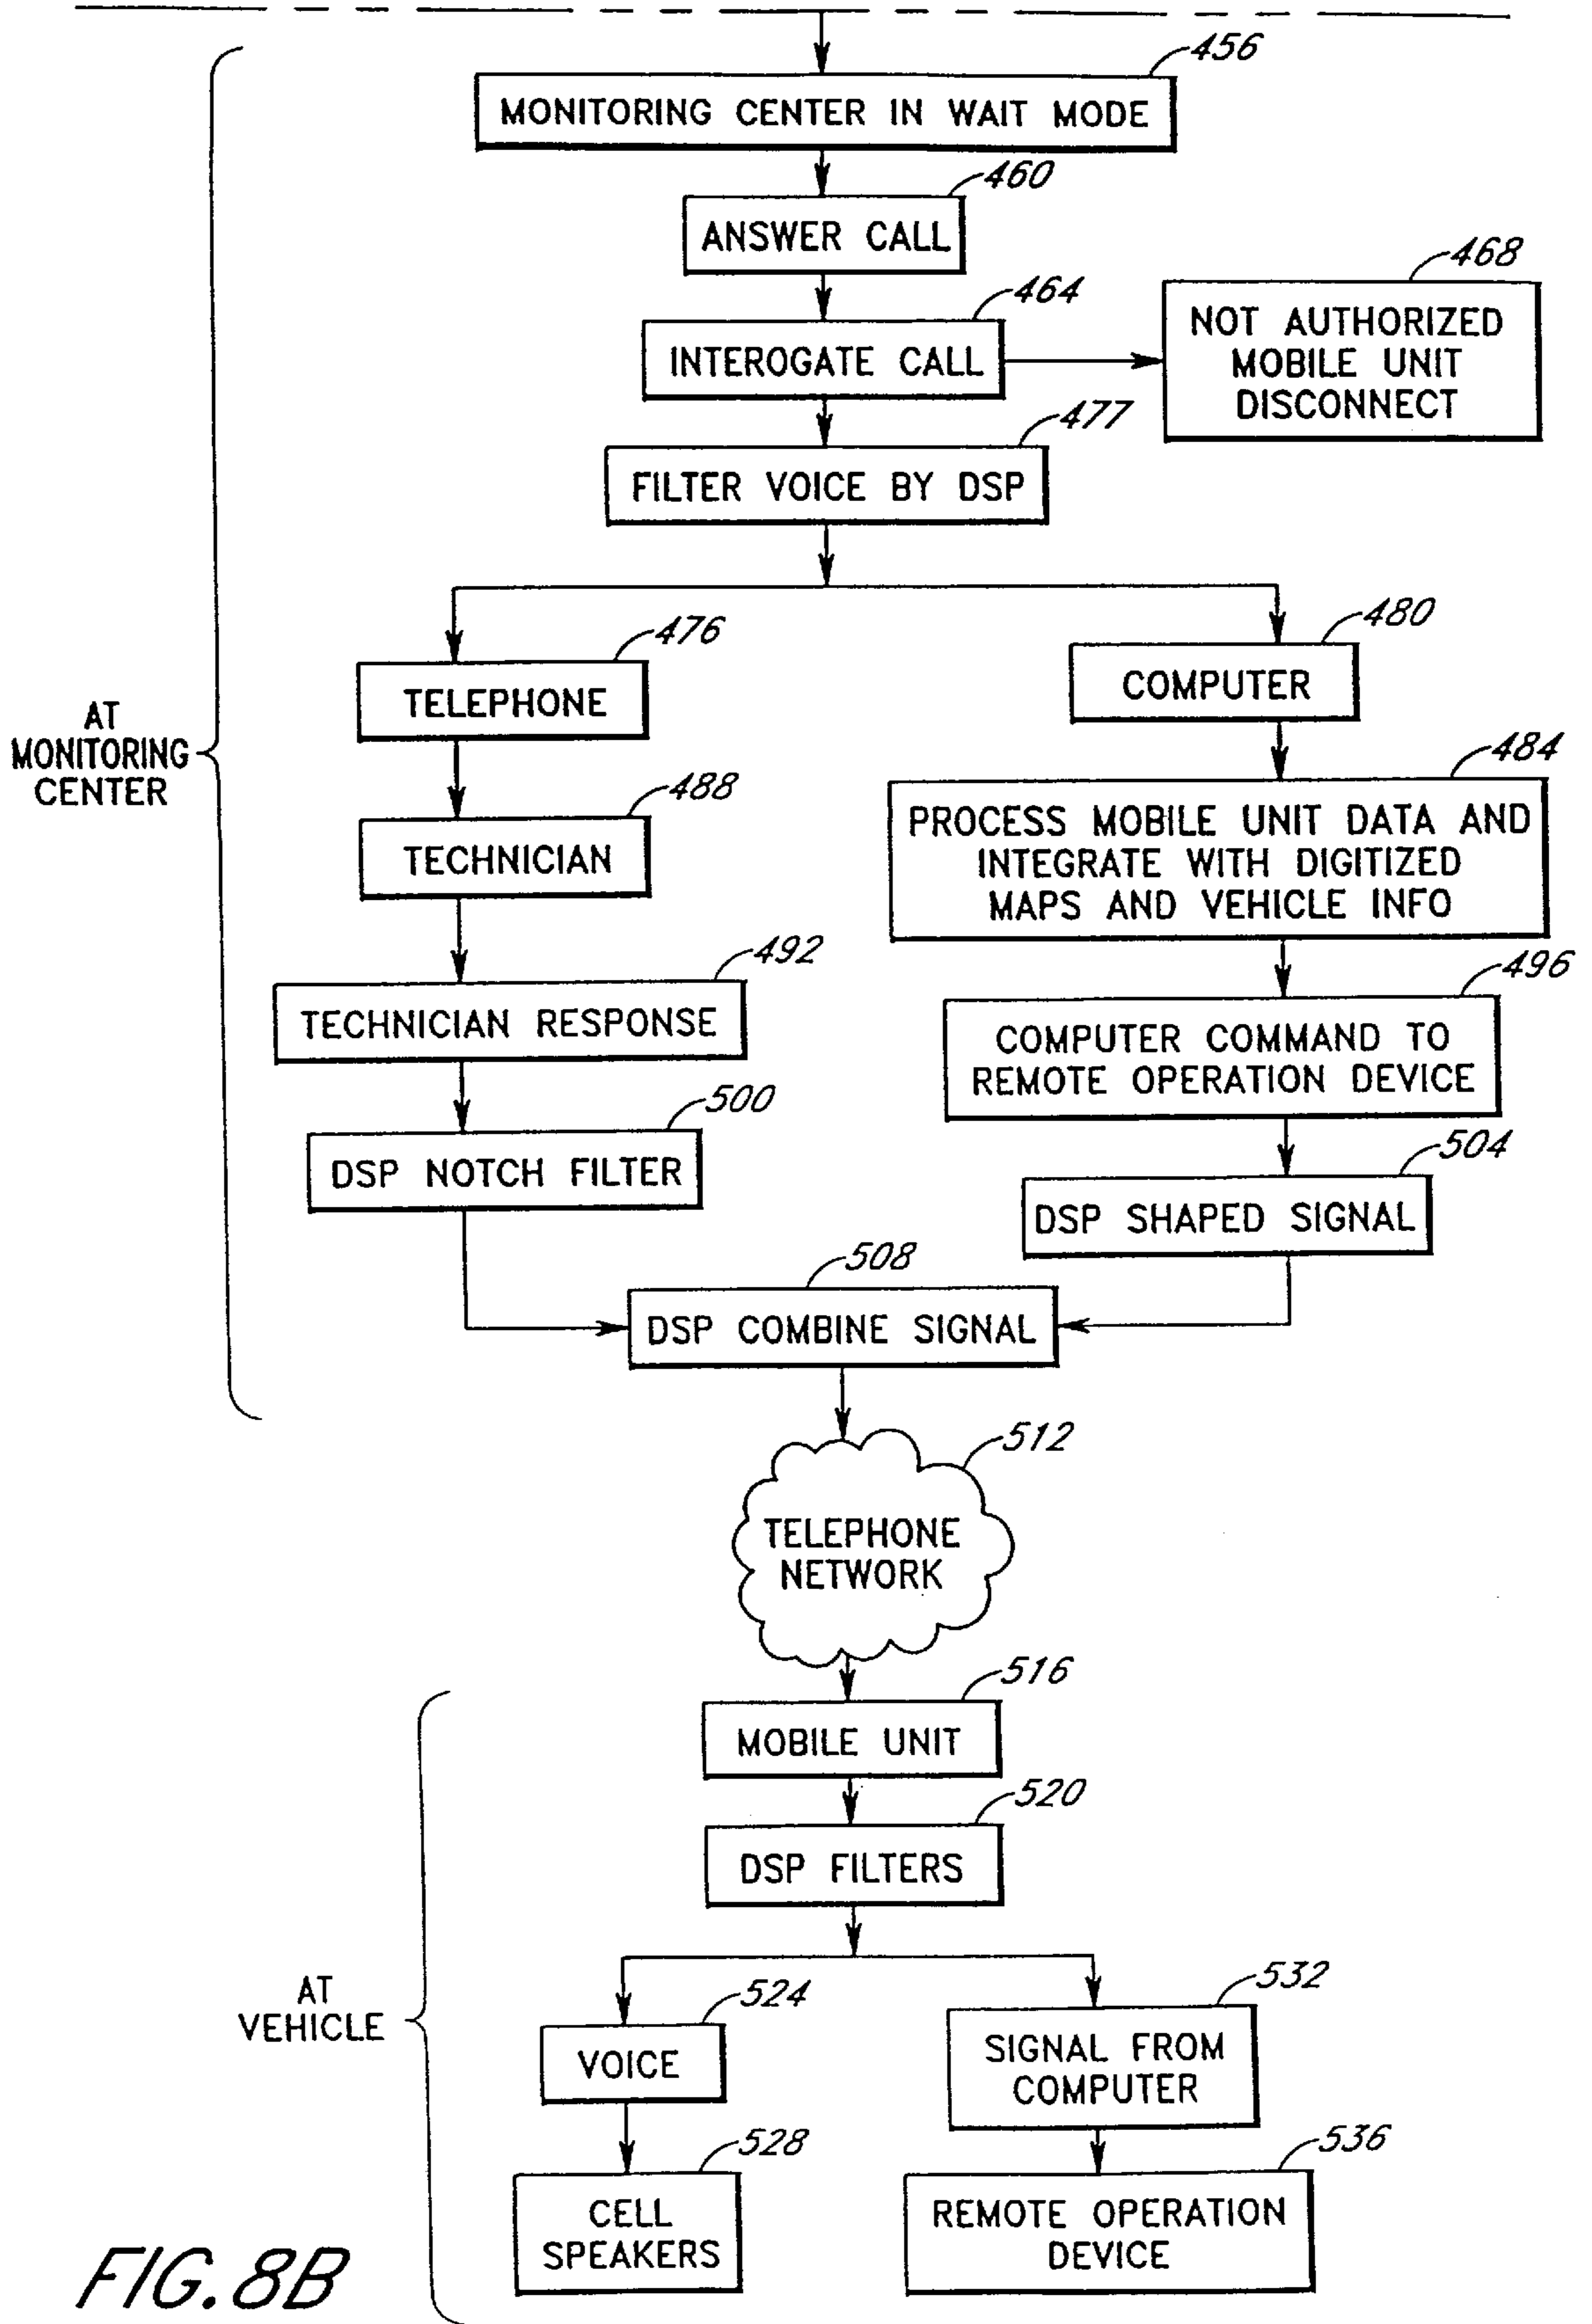 456
MONITORING CENTER IN WAIT MODE
460
ANSWER CALL
464
INTEROGATE CALL
468
NOT AUTHORIZED
MOBILE UNIT
DISCONNECT
477
FILTER VOICE BY DSP
476
TELEPHONE
480
COMPUTER
AT
MONITORING
CENTER
488
TECHNICIAN
484
PROCESS MOBILE UNIT DATA AND
INTEGRATE WITH DIGITIZED
MAPS AND VEHICLE INFO
492
TECHNICIAN RESPONSE
496
COMPUTER COMMAND TO
REMOTE OPERATION DEVICE
500
DSP NOTCH FILTER
504
DSP SHAPED SIGNAL
508
DSP COMBINE SIGNAL
512
TELEPHONE
NETWORK
516
MOBILE UNIT
520
DSP FILTERS
AT
VEHICLE
524
VOICE
532
SIGNAL FROM
COMPUTER
528
CELL
SPEAKERS
536
REMOTE OPERATION
DEVICE
FIG. 8B